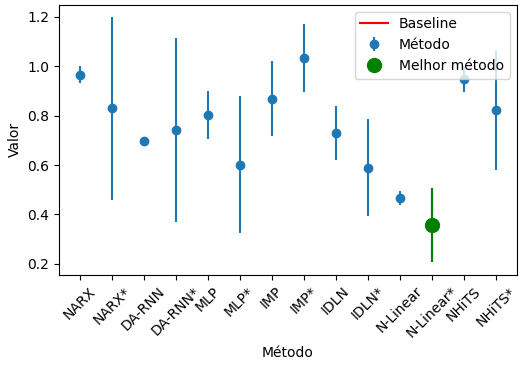 1.2
1.0
0.8
0.6
0.4
0.2
Valor
Baseline
Método
Melhor método
NARX
NARX*
DA-RNN
DA-RNN*
MLP
MLP*
IMP
IMP*
IDLN
IDLN*
N-Linear
N-Linear*
NHiTS
NHiTS*
Método